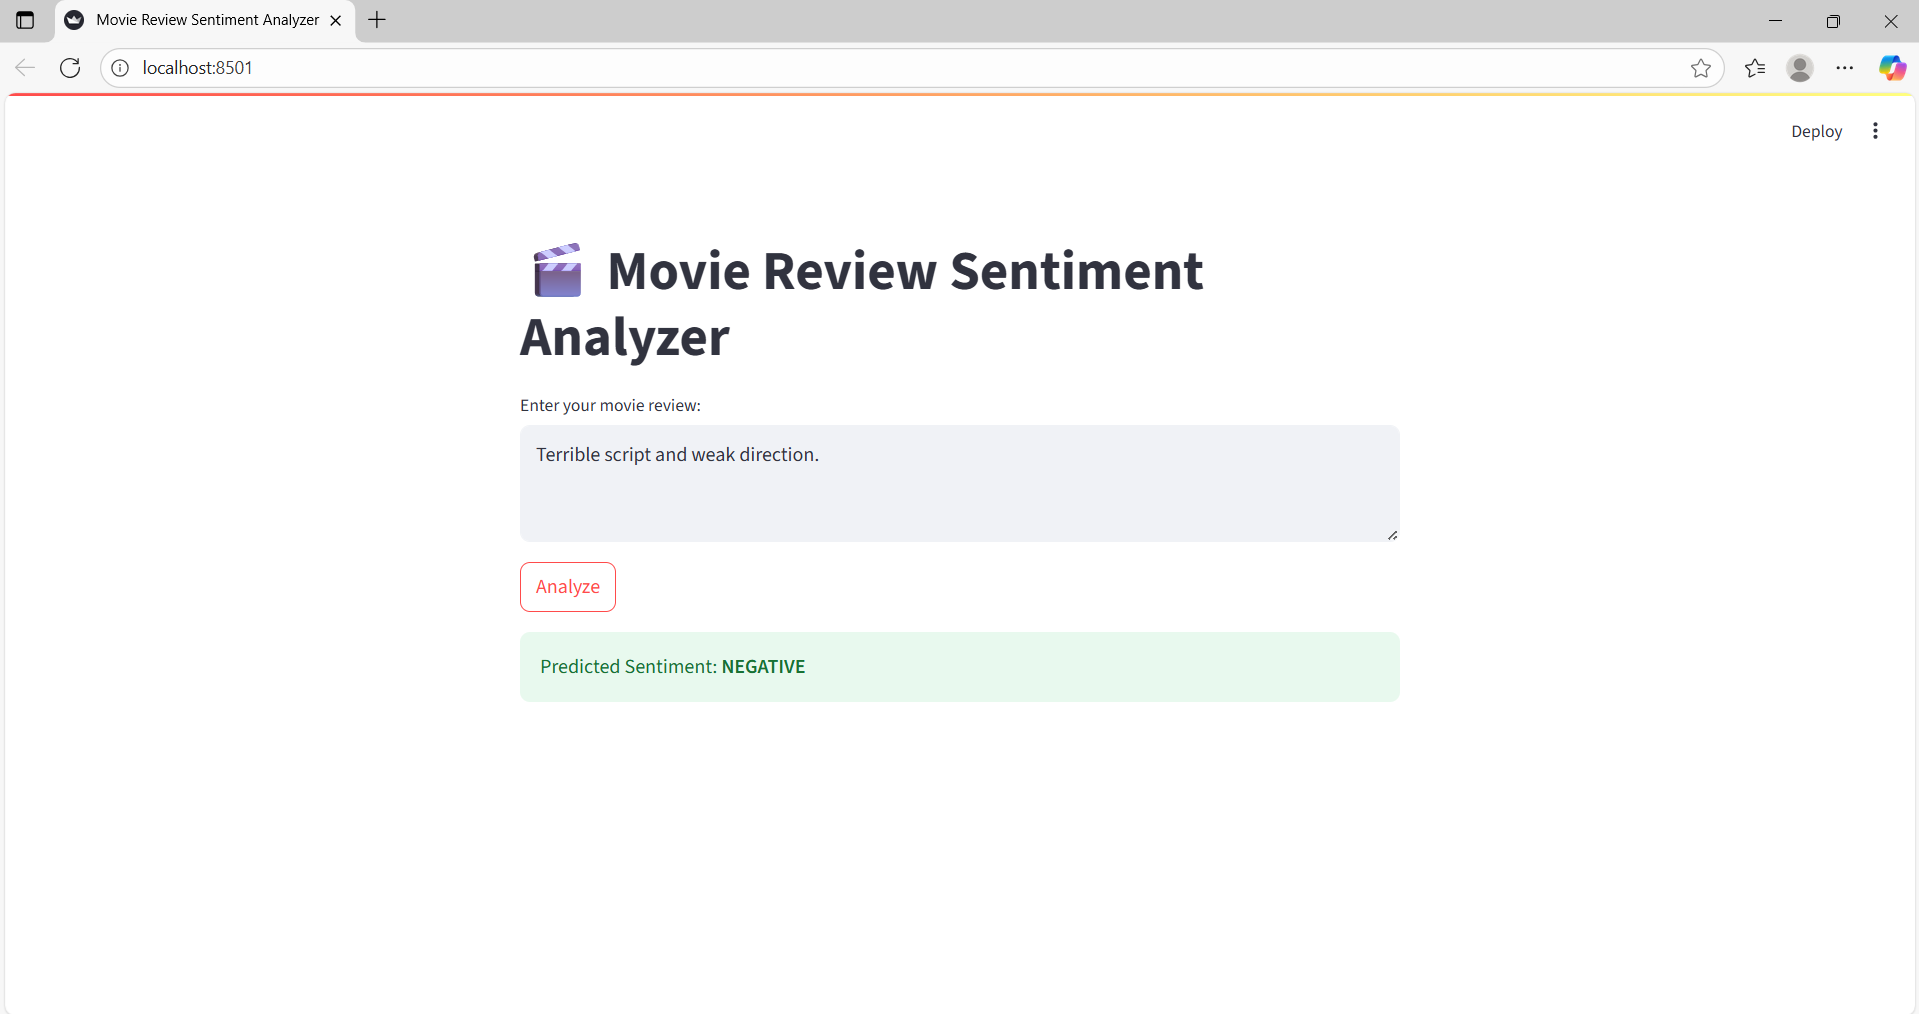 Movie Review Sentiment Analyzer
localhost:8501
Deploy
Movie Review Sentiment
Analyzer
Enter your movie review:
Terrible script and weak direction.
Analyze
Predicted Sentiment: NEGATIVE